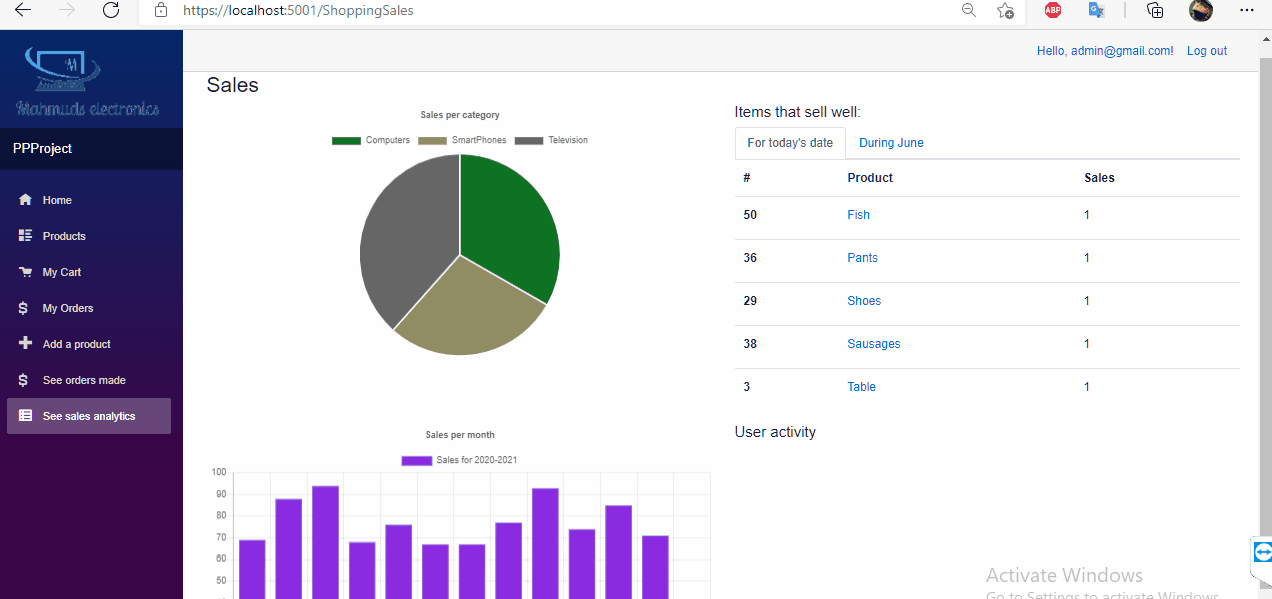 https://localhost:5001/ShoppingSales
ABP
Hello, admin@gmail.com! Log out
Mahmuds electronics
PPProject
Home
Products
My Cart
My Orders
Add a product
See orders made
See sales analytics
Sales
Sales per category
Computers SmartPhones Television
Sales per month
Sales for 2020-2021
100
90
80
70
60
50
Items that sell well:
For today's date During June
# Product Sales
50 Fish 1
36 Pants 1
29 Shoes 1
38 Sausages 1
3 Table 1
User activity
Activate Windows
Go to Settings to activate Windows.